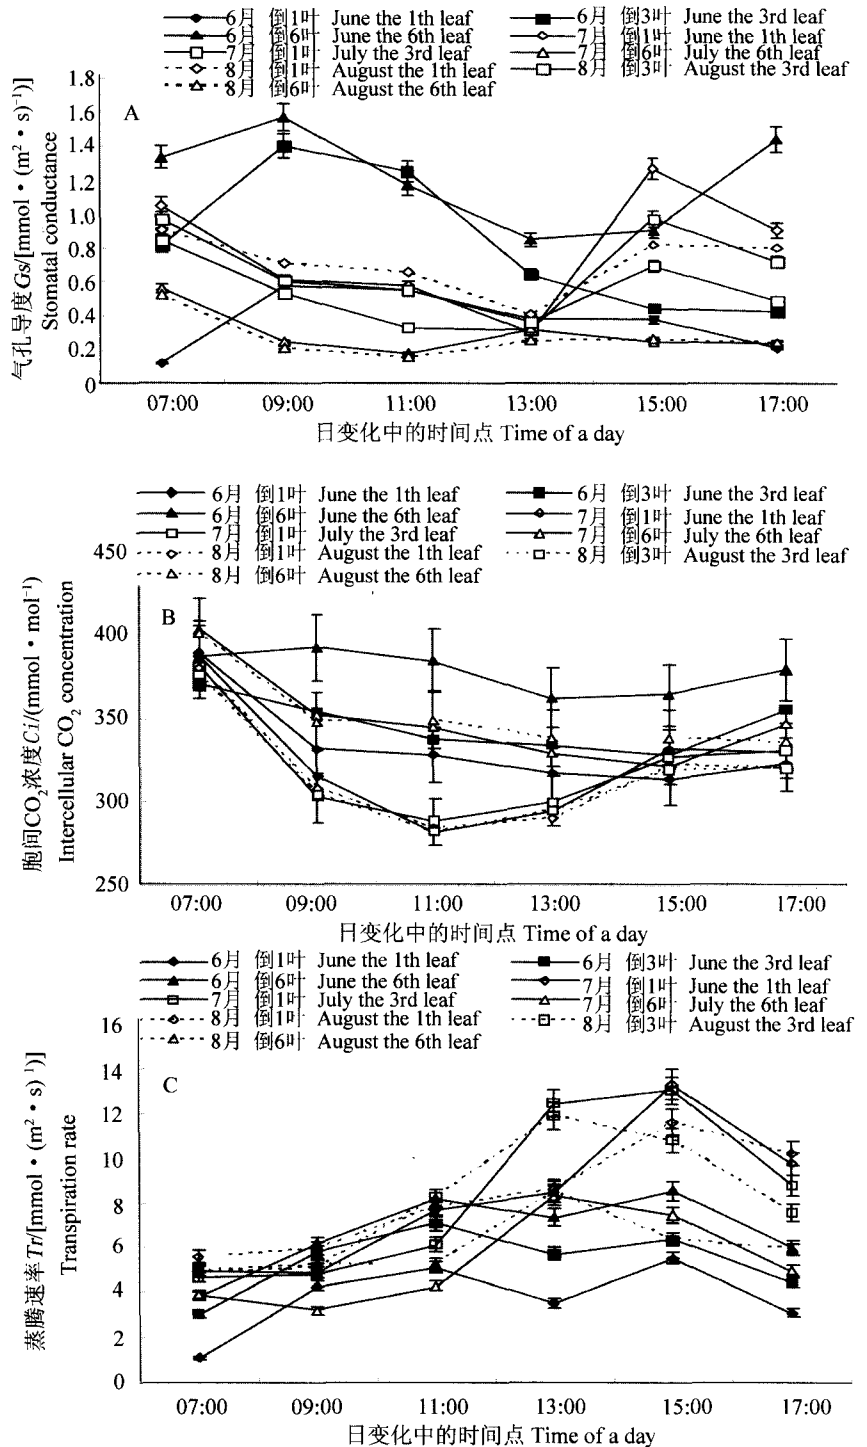 6月 倒1叶 June the 1th leaf
6月 倒3叶 June the 3rd leaf
6月 倒6叶 June the 6th leaf
7月 倒1叶 June the 1th leaf
7月 倒1叶 July the 3rd leaf
7月 倒6叶 July the 6th leaf
8月 倒1叶 August the 1th leaf
8月 倒3叶 August the 3rd leaf
8月 倒6叶 August the 6th leaf
A
气孔导度Gs/[mmol·(m²·s)⁻¹)]
Stomatal conductance
1.8
1.6
1.4
1.2
1.0
0.8
0.6
0.4
0.2
0
07:00 09:00 11:00 13:00 15:00 17:00
日变化中的时间点 Time of a day
6月 倒1叶 June the 1th leaf
6月 倒3叶 June the 3rd leaf
6月 倒6叶 June the 6th leaf
7月 倒1叶 June the 1th leaf
7月 倒1叶 July the 3rd leaf
7月 倒6叶 July the 6th leaf
8月 倒1叶 August the 1th leaf
8月 倒3叶 August the 3rd leaf
8月 倒6叶 August the 6th leaf
B
胞间CO₂浓度Ci/(mmol·mol⁻¹)
Intercellular CO₂ concentration
450
400
350
300
250
07:00 09:00 11:00 13:00 15:00 17:00
日变化中的时间点 Time of a day
6月 倒1叶 June the 1th leaf
6月 倒3叶 June the 3rd leaf
6月 倒6叶 June the 6th leaf
7月 倒1叶 June the 1th leaf
7月 倒1叶 July the 3rd leaf
7月 倒6叶 July the 6th leaf
8月 倒1叶 August the 1th leaf
8月 倒3叶 August the 3rd leaf
8月 倒6叶 August the 6th leaf
C
蒸腾速率Tr/[mmol·(m²·s)¹)]
Transpiration rate
16
14
12
10
8
6
4
2
0
07:00 09:00 11:00 13:00 15:00 17:00
日变化中的时间点 Time of a day